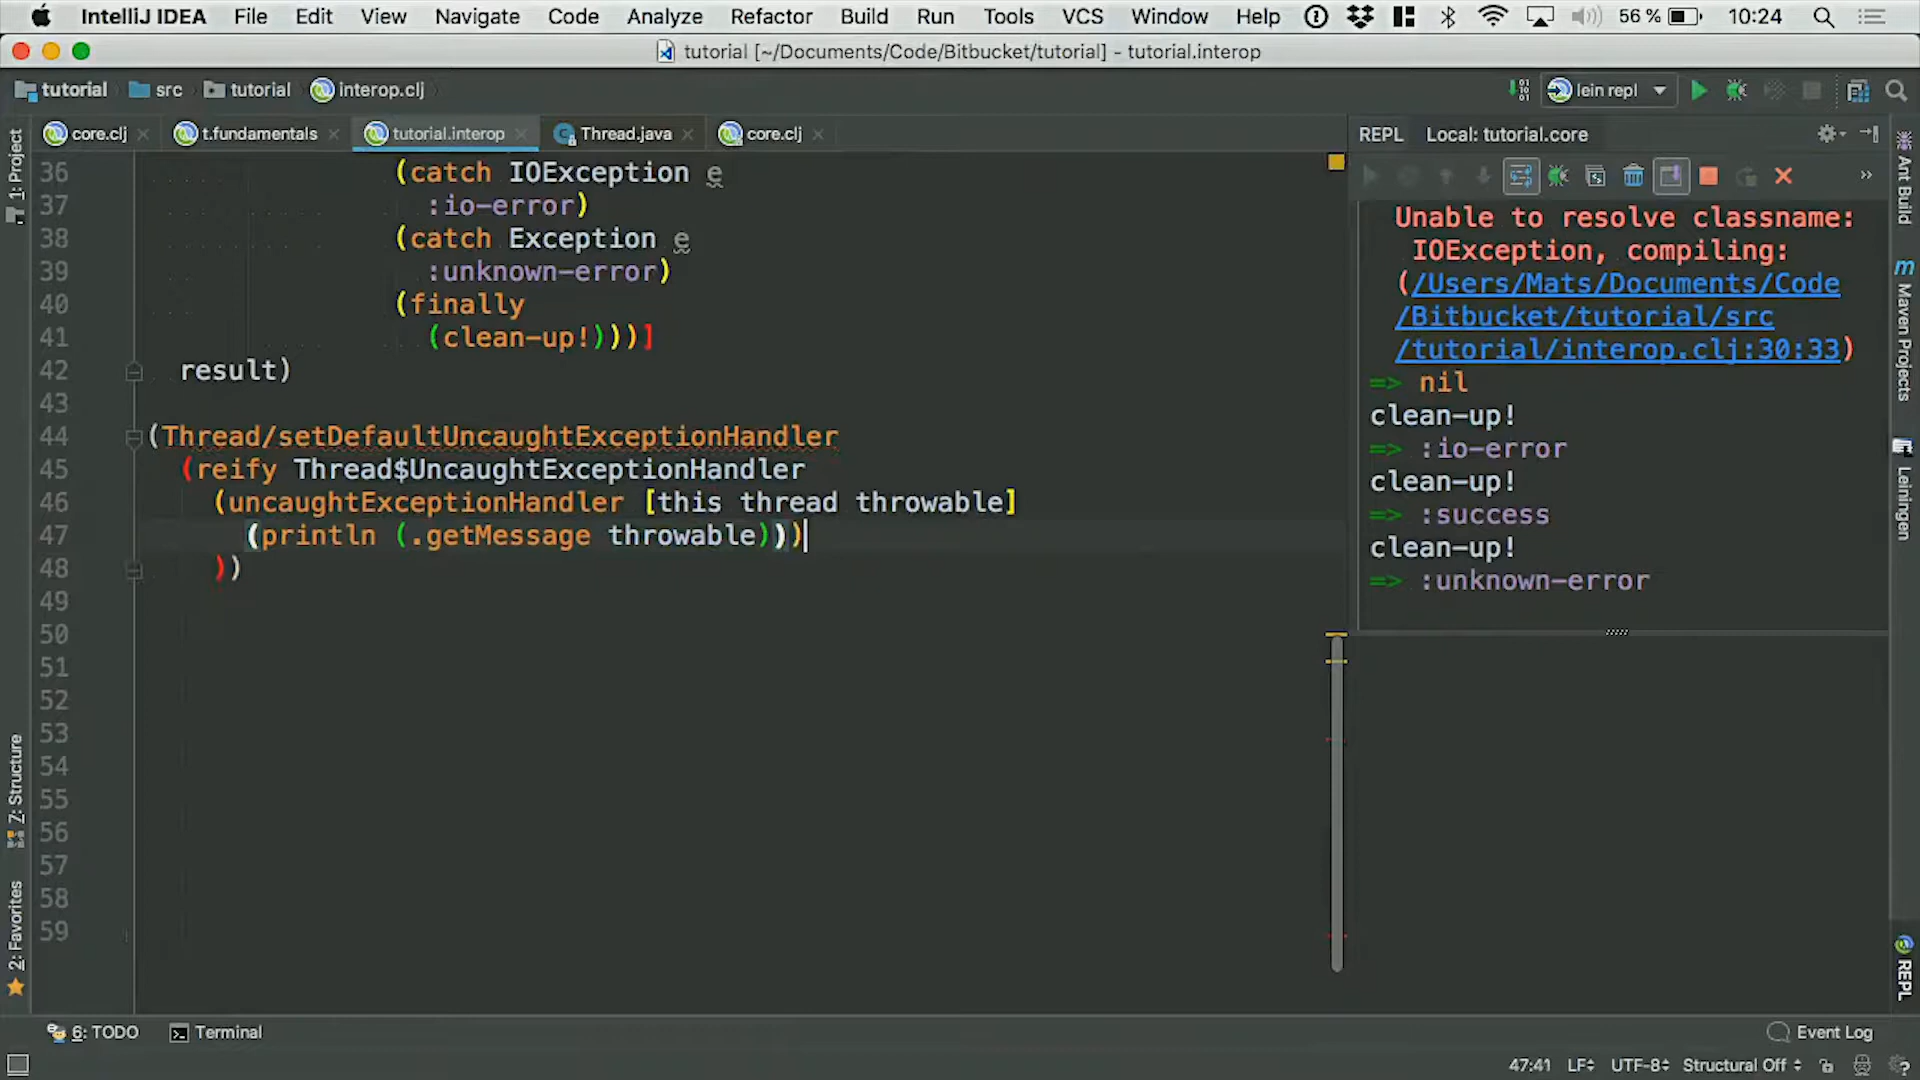 IntelliJ IDEA File Edit View Navigate Code Analyze Refactor Build Run Tools VCS Window Help 56 % 10:24
tutorial [~/Documents/Code/Bitbucket/tutorial] - tutorial.interop
tutorial src tutorial interop.clj lein repl
core.clj t.fundamentals tutorial.interop Thread.java core.clj
REPL Local: tutorial.core
36 (catch IOException e
37 :io-error)
38 (catch Exception e
39 :unknown-error)
40 (finally
41 (clean-up!)))]
42 result)
43
44 (Thread/setDefaultUncaughtExceptionHandler
45 (reify Thread$UncaughtExceptionHandler
46 (uncaughtExceptionHandler [this thread throwable]
47 (println (.getMessage throwable)))
48 ))
49
50
51
52
53
54
55
56
57
58
59
Unable to resolve classname:
IOException, compiling:
(/Users/Mats/Documents/Code
/Bitbucket/tutorial/src
/tutorial/interop.clj:30:33)
=> nil
clean-up!
=> :io-error
clean-up!
=> :success
clean-up!
=> :unknown-error
1: Project
7: Structure
2: Favorites
Ant Build
m Maven Projects
Leiningen
REPL
6: TODO Terminal Event Log
47:41 LF UTF-8 Structural Off